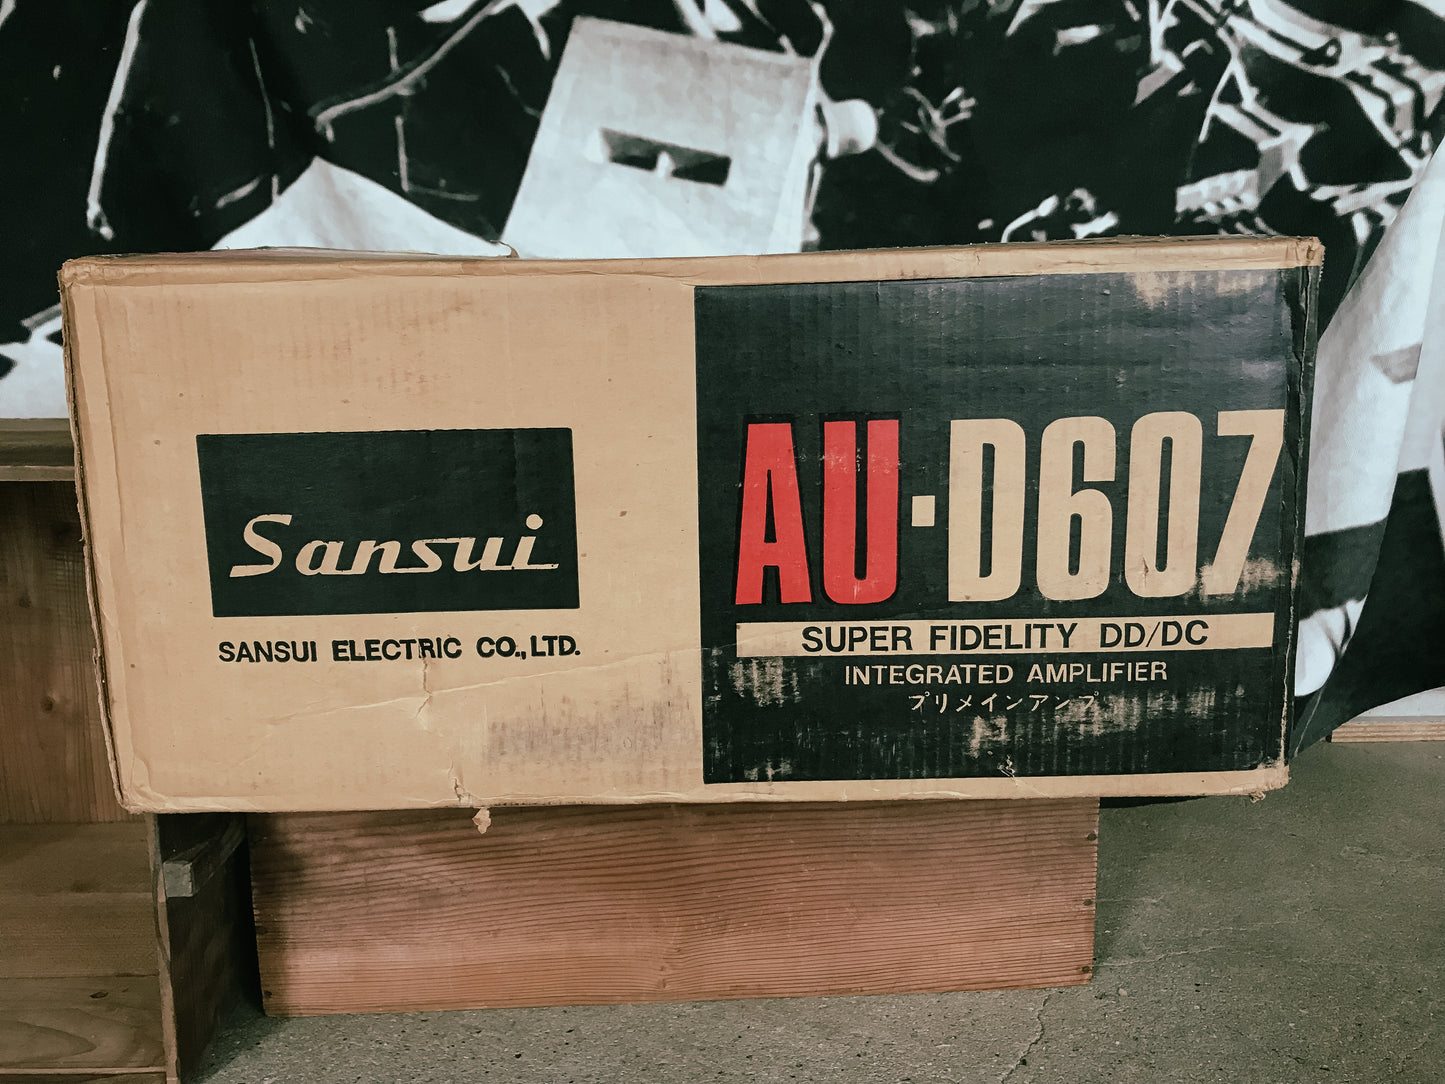 Sansui
SANSUI ELECTRIC CO., LTD.
AU·D607
SUPER FIDELITY DD/DC
INTEGRATED AMPLIFIER
プリメインアンプ